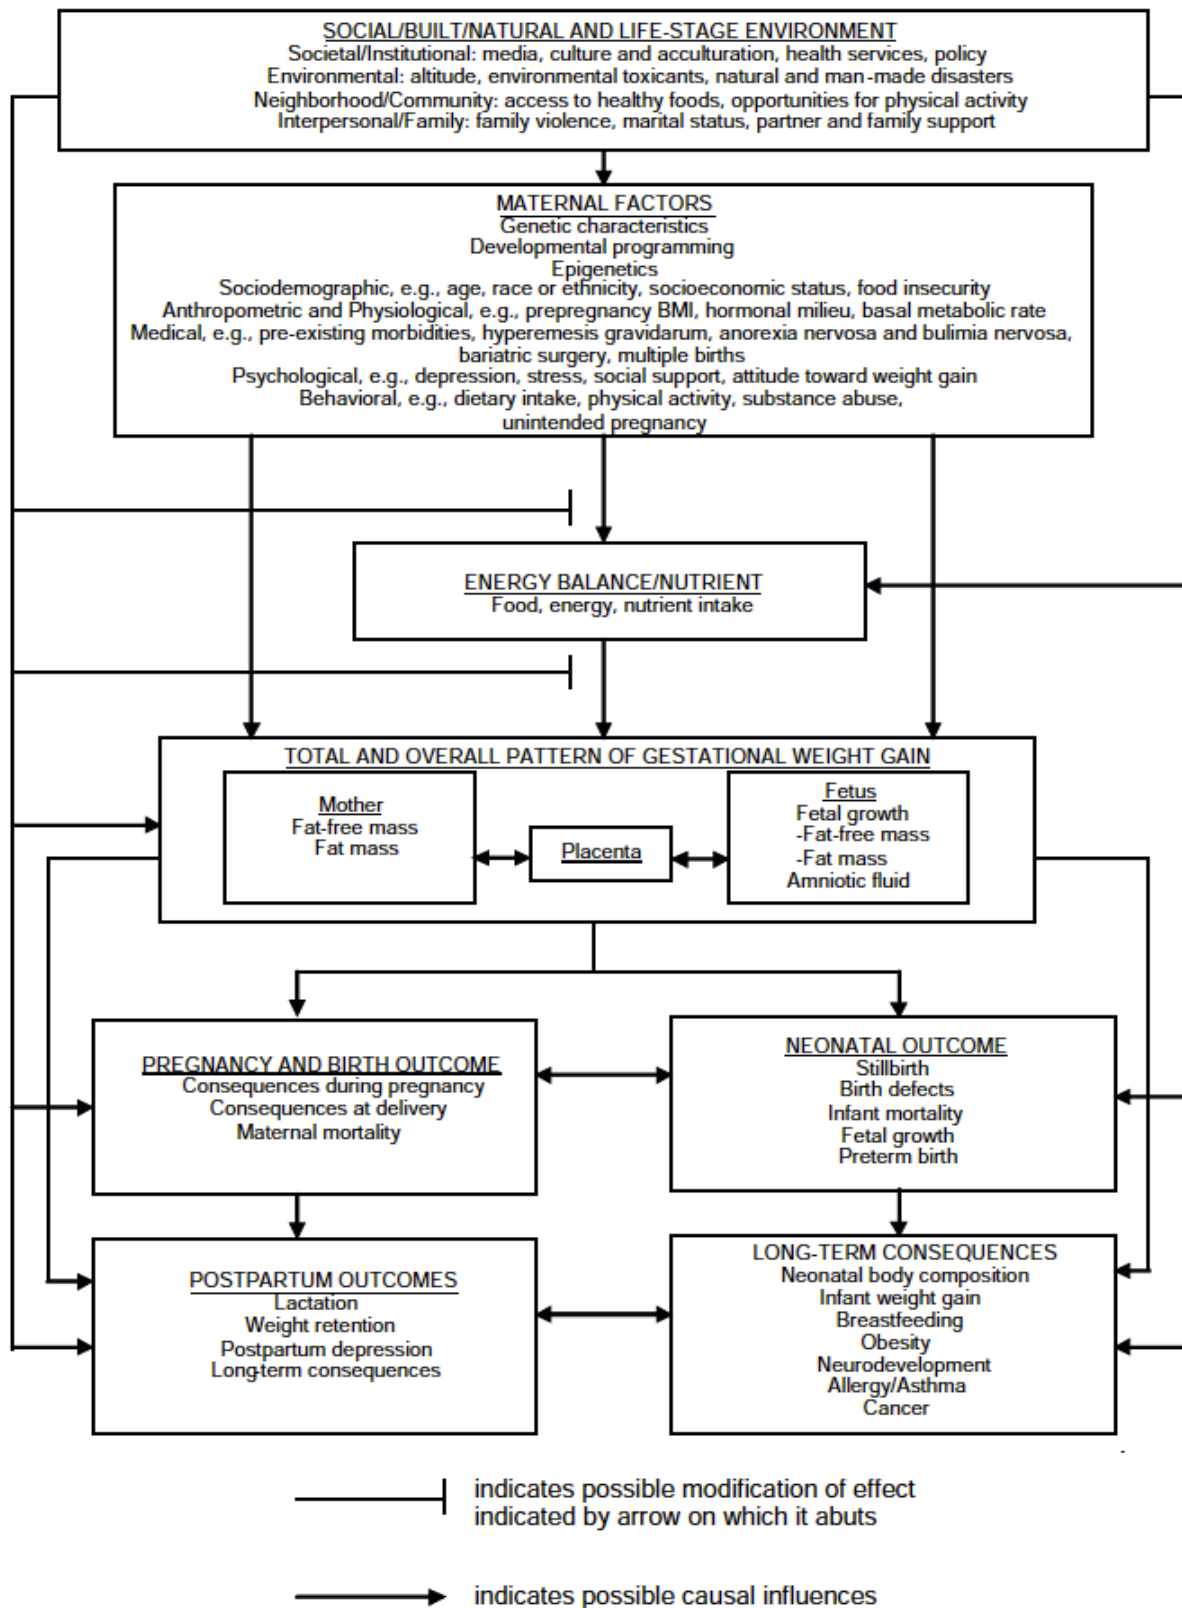 SOCIAL/BUILT/NATURAL AND LIFE-STAGE ENVIRONMENT
Societal/Institutional: media, culture and acculturation, health services, policy
Environmental: altitude, environmental toxicants, natural and man-made disasters
Neighborhood/Community: access to healthy foods, opportunities for physical activity
Interpersonal/Family: family violence, marital status, partner and family support
MATERNAL FACTORS
Genetic characteristics
Developmental programming
Epigenetics
Sociodemographic, e.g., age, race or ethnicity, socioeconomic status, food insecurity
Anthropometric and Physiological, e.g., prepregnancy BMI, hormonal milieu, basal metabolic rate
Medical, e.g., pre-existing morbidities, hyperemesis gravidarum, anorexia nervosa and bulimia nervosa,
bariatric surgery, multiple births
Psychological, e.g., depression, stress, social support, attitude toward weight gain
Behavioral, e.g., dietary intake, physical activity, substance abuse,
unintended pregnancy
ENERGY BALANCE/NUTRIENT
Food, energy, nutrient intake
TOTAL AND OVERALL PATTERN OF GESTATIONAL WEIGHT GAIN
Mother
Fat-free mass
Fat mass
Placenta
Fetus
Fetal growth
-Fat-free mass
-Fat mass
Amniotic fluid
PREGNANCY AND BIRTH OUTCOME
Consequences during pregnancy
Consequences at delivery
Maternal mortality
NEONATAL OUTCOME
Stillbirth
Birth defects
Infant mortality
Fetal growth
Preterm birth
POSTPARTUM OUTCOMES
Lactation
Weight retention
Postpartum depression
Long-term consequences
LONG-TERM CONSEQUENCES
Neonatal body composition
Infant weight gain
Breastfeeding
Obesity
Neurodevelopment
Allergy/Asthma
Cancer
indicates possible modification of effect
indicated by arrow on which it abuts
indicates possible causal influences